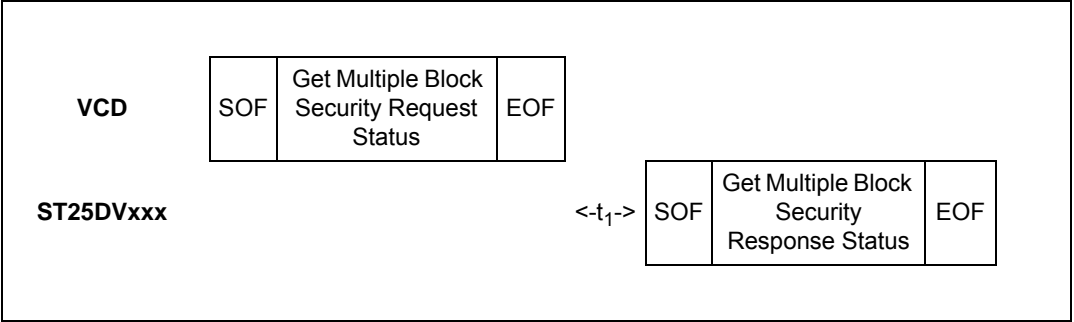 VCD SOF Get Multiple Block EOF
Security Request
Status
ST25DVxxx <-t1-> SOF Get Multiple Block EOF
Security
Response Status